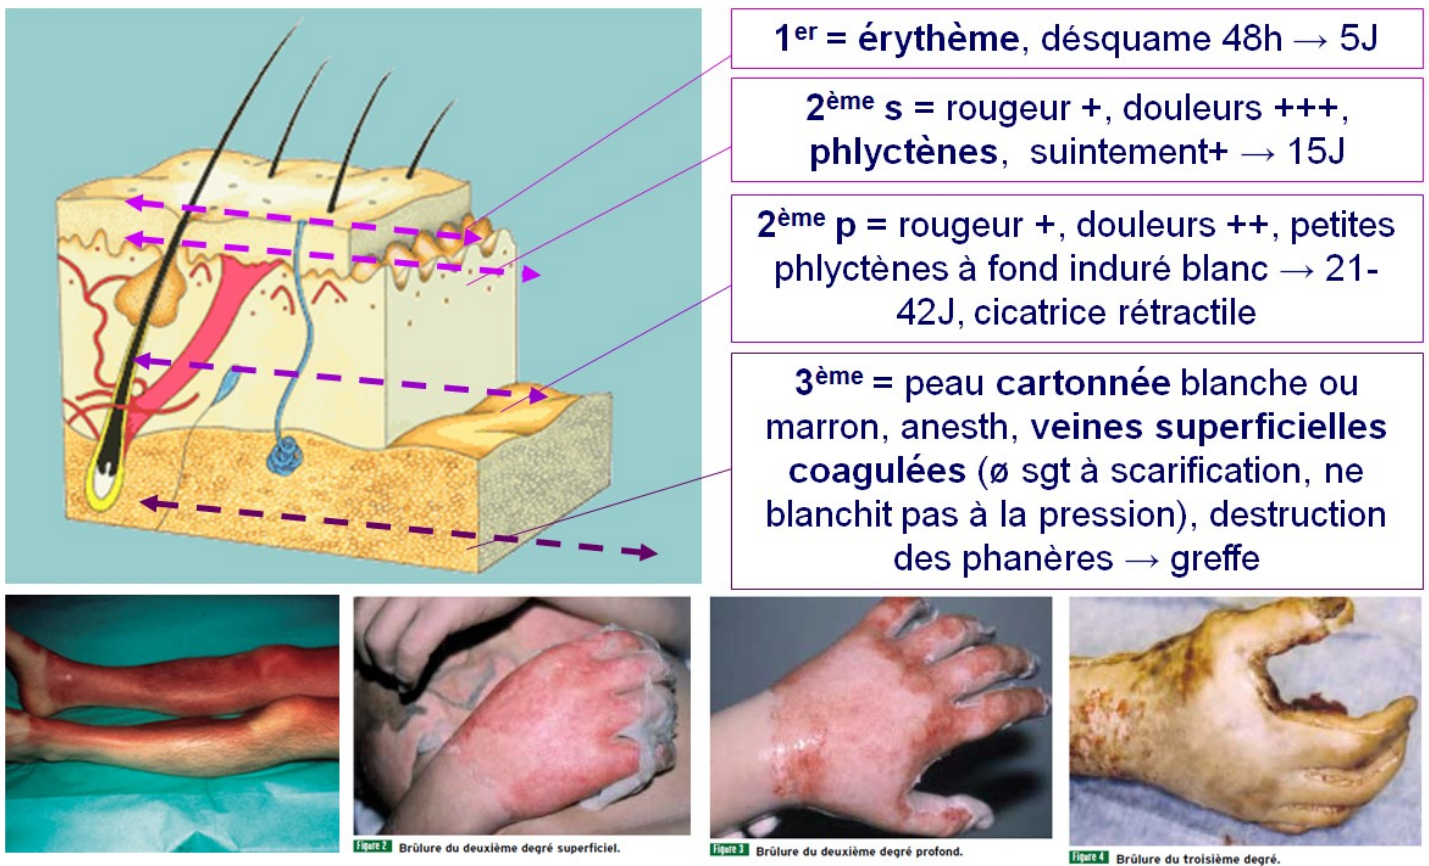 1er = érythème, désquame 48h → 5J
2ème s = rougeur +, douleurs +++,
phlyctènes, suintement+ → 15J
2ème p = rougeur +, douleurs ++, petites
phlyctènes à fond induré blanc → 21-
42J, cicatrice rétractile
3ème = peau cartonnée blanche ou
marron, anesth, veines superficielles
coagulées (ø sgt à scarification, ne
blanchit pas à la pression), destruction
des phanères → greffe
Figure 2 Brûlure du deuxième degré superficiel.
Figure 3 Brûlure du deuxième degré profond.
Figure 4 Brûlure du troisième degré.